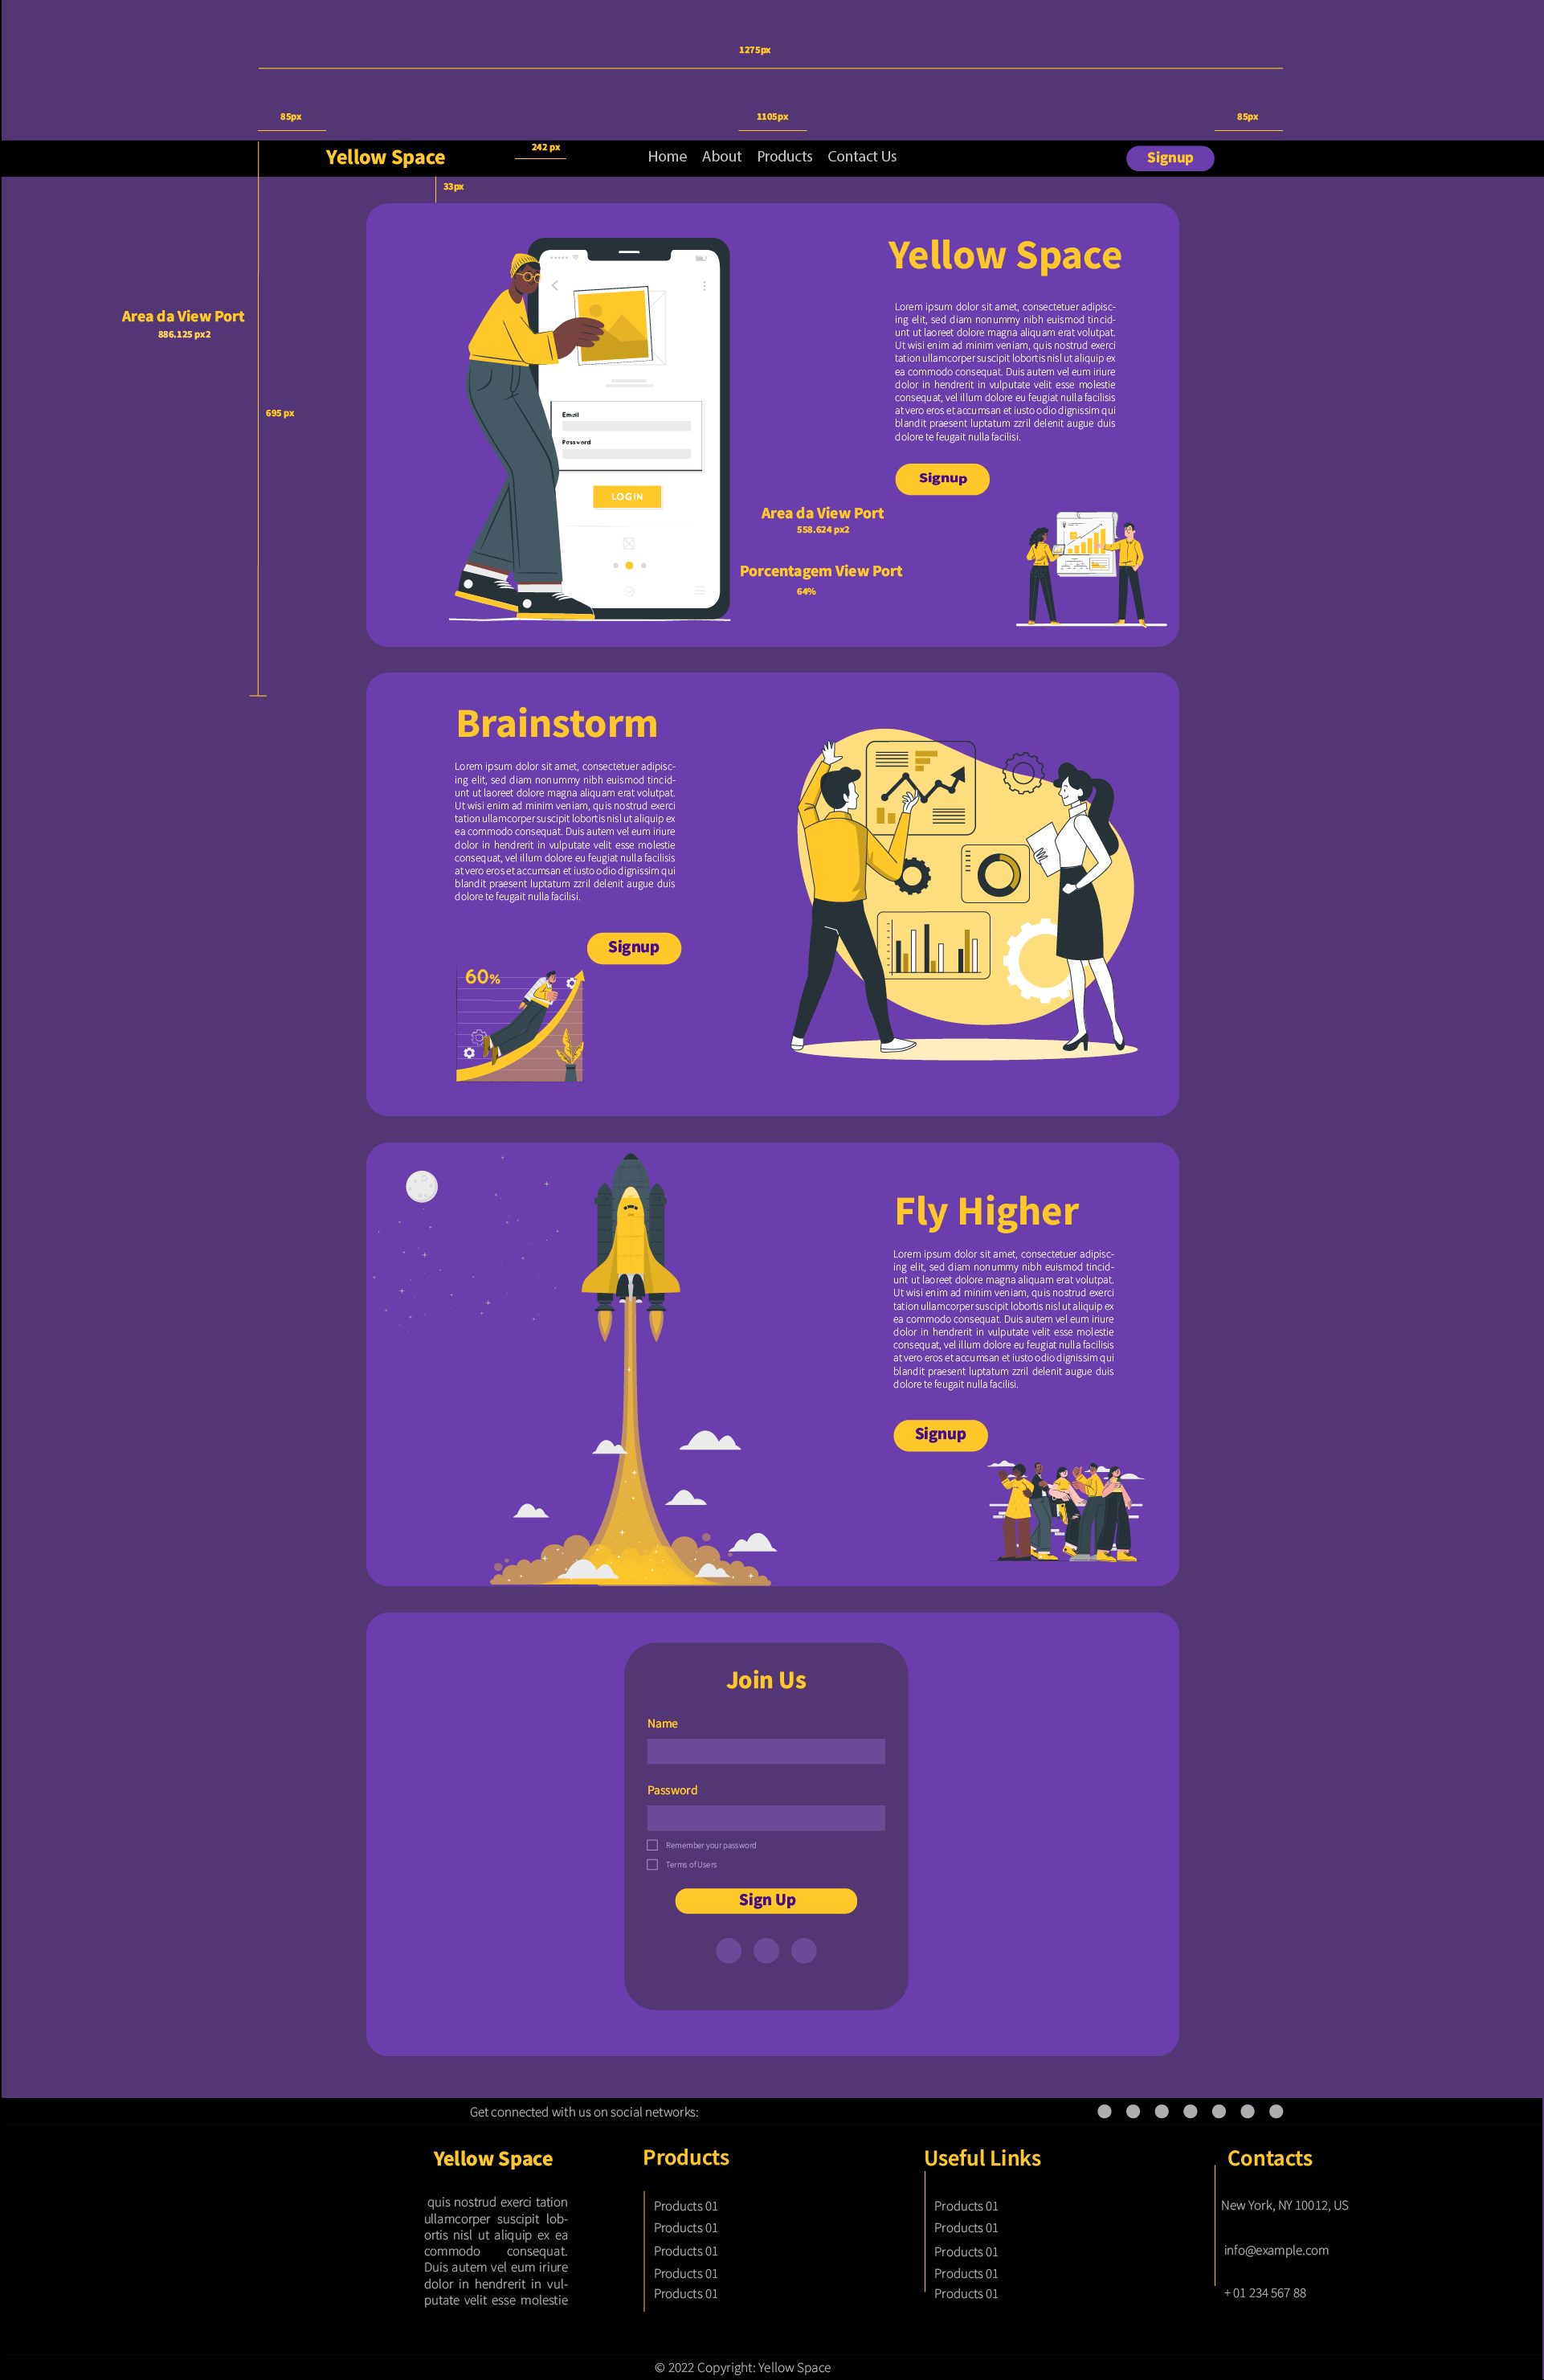 1275px
85px
1105px
85px
Yellow Space
242 px
Home About Products Contact Us
Signup
33px
Area da View Port
886.125 px2
695 px
Yellow Space
Lorem ipsum dolor sit amet, consectetuer adipisc-
ing elit, sed diam nonummy nibh euismod tincid-
unt ut laoreet dolore magna aliquam erat volutpat.
Ut wisi enim ad minim veniam, quis nostrud exerci
tation ullamcorper suscipit lobortis nisl ut aliquip ex
ea commodo consequat. Duis autem vel eum iriure
dolor in hendrerit in vulputate velit esse molestie
consequat, vel illum dolore eu feugiat nulla facilisis
at vero eros et accumsan et iusto odio dignissim qui
blandit praesent luptatum zzril delenit augue duis
dolore te feugait nulla facilisi.
Signup
Email
Password
LOGIN
Area da View Port
558.624 px2
Porcentagem View Port
64%
Brainstorm
Lorem ipsum dolor sit amet, consectetuer adipisc-
ing elit, sed diam nonummy nibh euismod tincid-
unt ut laoreet dolore magna aliquam erat volutpat.
Ut wisi enim ad minim veniam, quis nostrud exerci
tation ullamcorper suscipit lobortis nisl ut aliquip ex
ea commodo consequat. Duis autem vel eum iriure
dolor in hendrerit in vulputate velit esse molestie
consequat, vel illum dolore eu feugiat nulla facilisis
at vero eros et accumsan et iusto odio dignissim qui
blandit praesent luptatum zzril delenit augue duis
dolore te feugait nulla facilisi.
Signup
60%
Fly Higher
Lorem ipsum dolor sit amet, consectetuer adipisc-
ing elit, sed diam nonummy nibh euismod tincid-
unt ut laoreet dolore magna aliquam erat volutpat.
Ut wisi enim ad minim veniam, quis nostrud exerci
tation ullamcorper suscipit lobortis nisl ut aliquip ex
ea commodo consequat. Duis autem vel eum iriure
dolor in hendrerit in vulputate velit esse molestie
consequat, vel illum dolore eu feugiat nulla facilisis
at vero eros et accumsan et iusto odio dignissim qui
blandit praesent luptatum zzril delenit augue duis
dolore te feugait nulla facilisi.
Signup
Join Us
Name
Password
Remember your password
Terms of Users
Sign Up
Get connected with us on social networks:
Yellow Space
quis nostrud exerci tation
ullamcorper suscipit lob-
ortis nisl ut aliquip ex ea
commodo consequat.
Duis autem vel eum iriure
dolor in hendrerit in vul-
putate velit esse molestie
Products
Products 01
Products 01
Products 01
Products 01
Products 01
Useful Links
Products 01
Products 01
Products 01
Products 01
Products 01
Contacts
New York, NY 10012, US
info@example.com
+ 01 234 567 88
© 2022 Copyright: Yellow Space